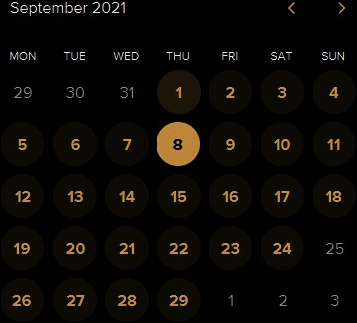 September 2021 < >
MON TUE WED THU FRI SAT SUN
29 30 31 1 2 3 4
5 6 7 8 9 10 11
12 13 14 15 16 17 18
19 20 21 22 23 24 25
26 27 28 29 1 2 3